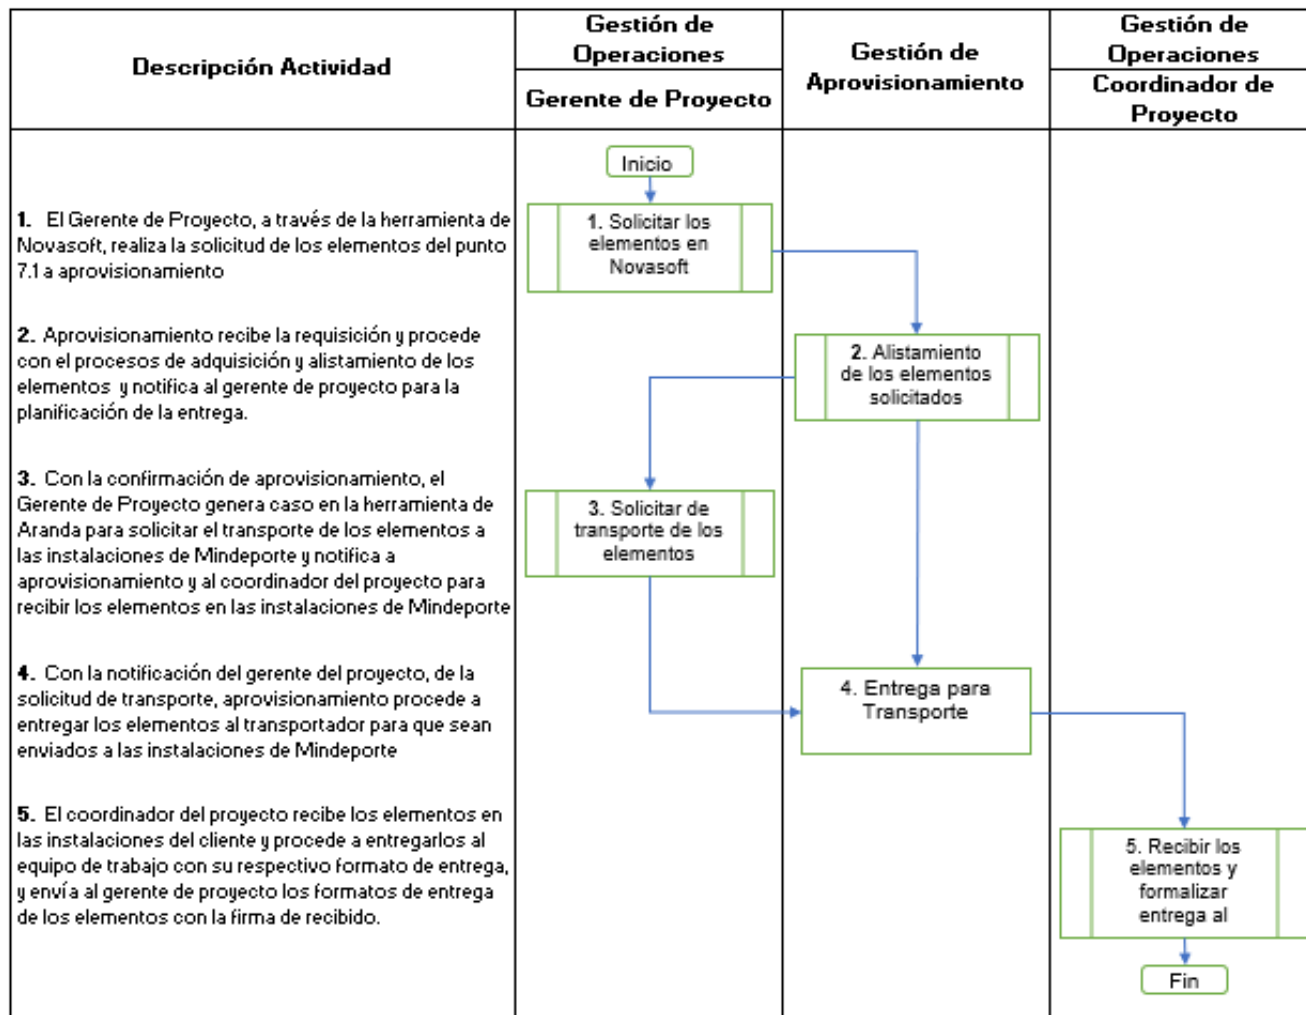 Descripción Actividad
Gestión de
Operaciones
Gerente de Proyecto
Gestión de
Aprovisionamiento
Gestión de
Operaciones
Coordinador de
Proyecto
Inicio
1. El Gerente de Proyecto, a través de la herramienta de
Novasoft, realiza la solicitud de los elementos del punto
7.1 a aprovisionamiento
1. Solicitar los
elementos en
Novasoft
2. Aprovisionamiento recibe la requisición y procede
con el procesos de adquisición y alistamiento de los
elementos y notifica al gerente de proyecto para la
planificación de la entrega.
2. Alistamiento
de los elementos
solicitados
3. Con la confirmación de aprovisionamiento, el
Gerente de Proyecto genera caso en la herramienta de
Aranda para solicitar el transporte de los elementos a
las instalaciones de Mindeporte y notifica a
aprovisionamiento y al coordinador del proyecto para
recibir los elementos en las instalaciones de Mindeporte
3. Solicitar de
transporte de los
elementos
4. Con la notificación del gerente del proyecto, de la
solicitud de transporte, aprovisionamiento procede a
entregar los elementos al transportador para que sean
enviados a las instalaciones de Mindeporte
4. Entrega para
Transporte
5. El coordinador del proyecto recibe los elementos en
las instalaciones del cliente y procede a entregarlos al
equipo de trabajo con su respectivo formato de entrega,
y envía al gerente de proyecto los formatos de entrega
de los elementos con la firma de recibido.
5. Recibir los
elementos y
formalizar
entrega al
Fin